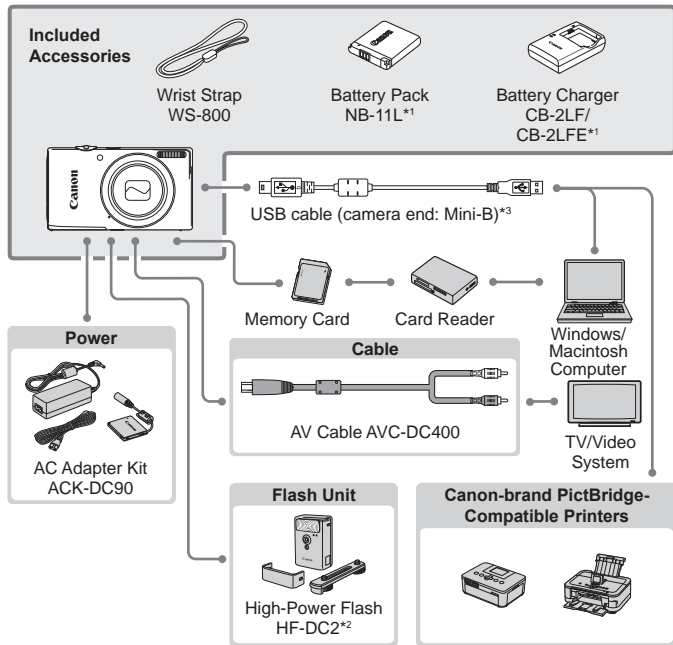 Included
Accessories
Wrist Strap
WS-800
Battery Pack
NB-11L*1
Battery Charger
CB-2LF/
CB-2LFE*1
Canon
USB cable (camera end: Mini-B)*3
Memory Card
Card Reader
Windows/
Macintosh
Computer
Power
AC Adapter Kit
ACK-DC90
Cable
AV Cable AVC-DC400
TV/Video
System
Flash Unit
High-Power Flash
HF-DC2*2
Canon-brand PictBridge-
Compatible Printers